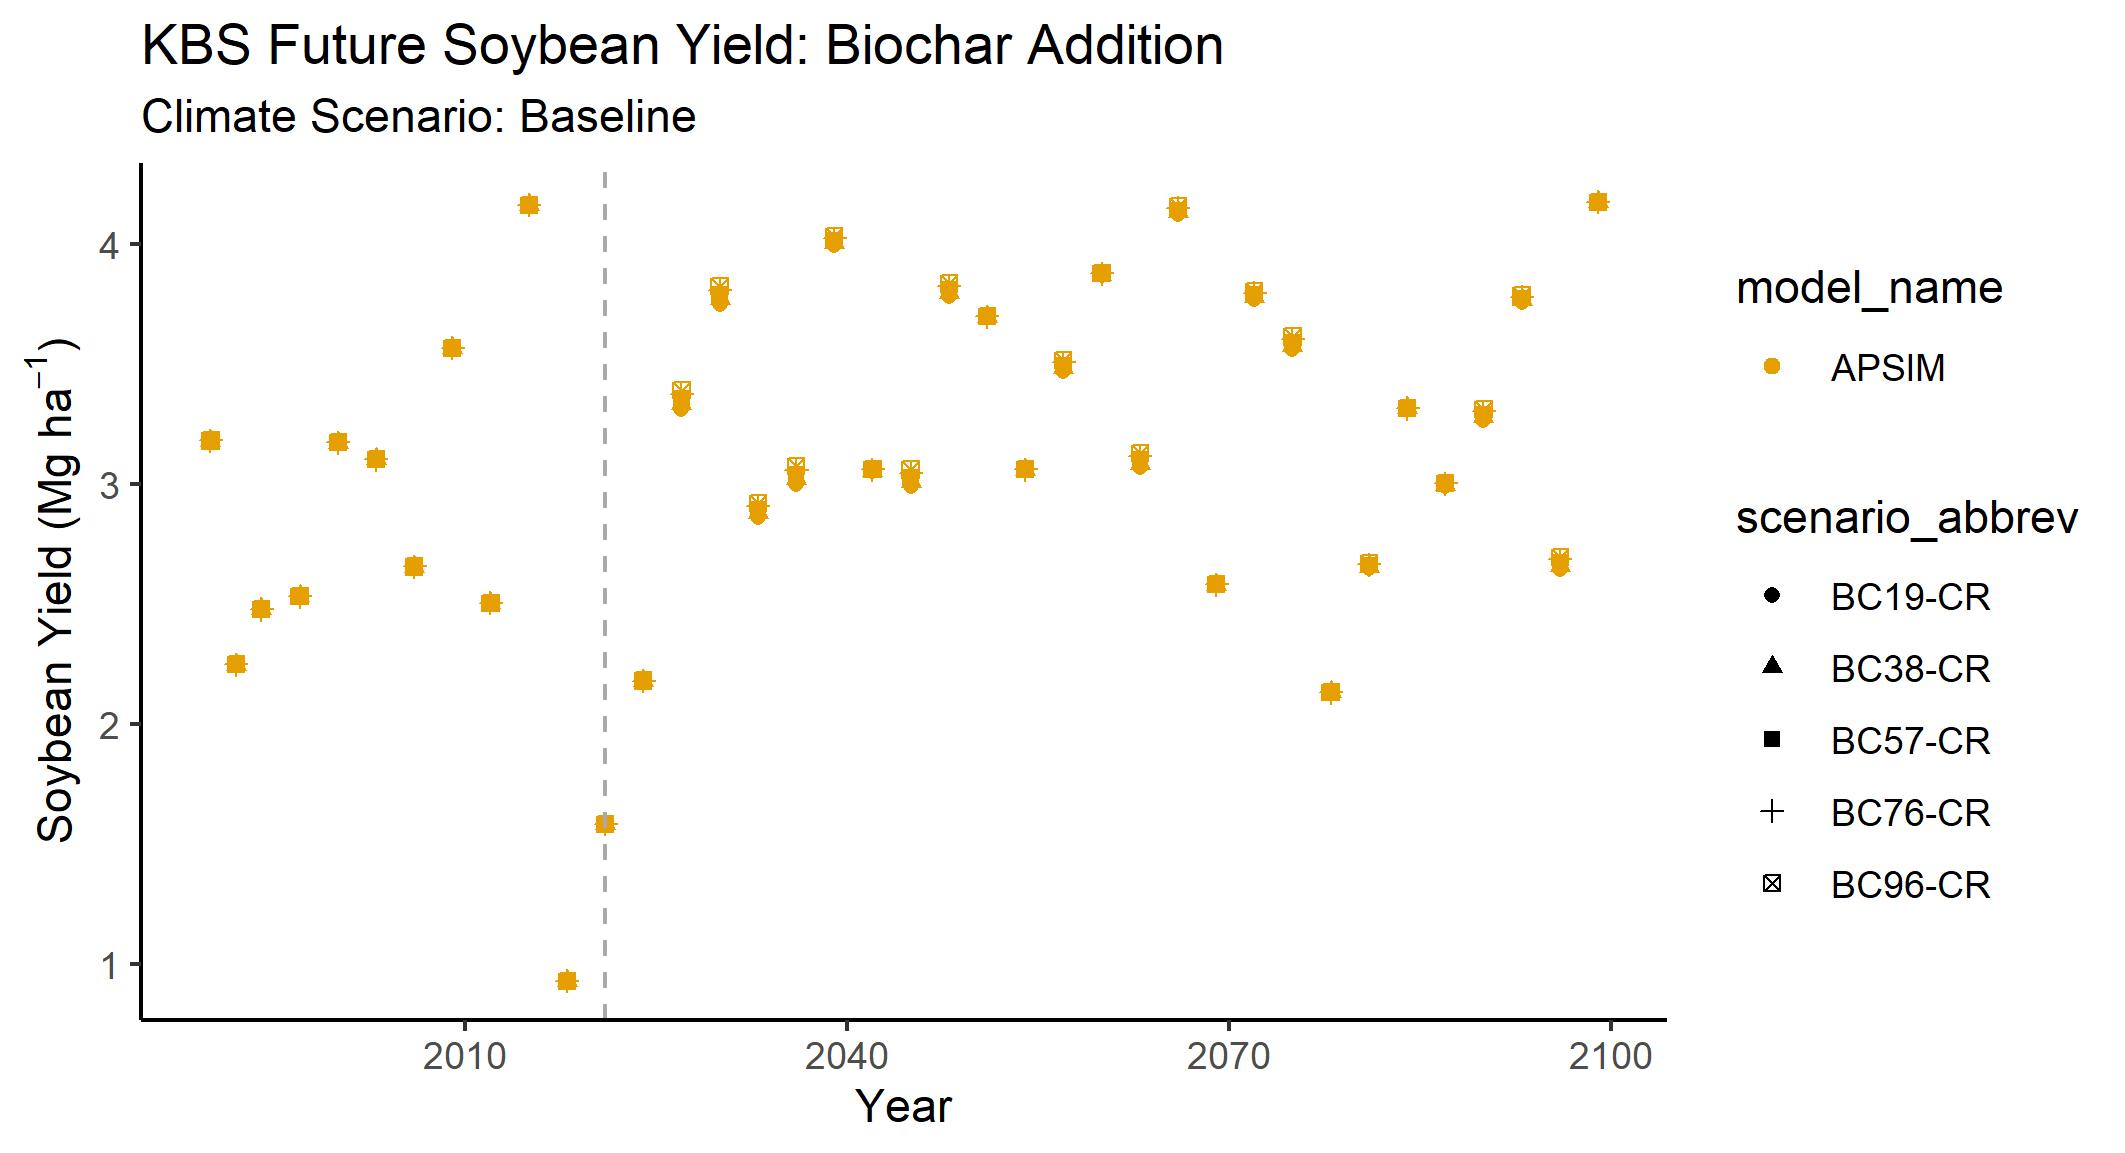 KBS Future Soybean Yield: Biochar Addition
Climate Scenario: Baseline
Soybean Yield (Mg ha⁻¹)
4
3
2
1
2010 2040 2070 2100
Year
model_name
APSIM
scenario_abbrev
BC19-CR
BC38-CR
BC57-CR
BC76-CR
BC96-CR